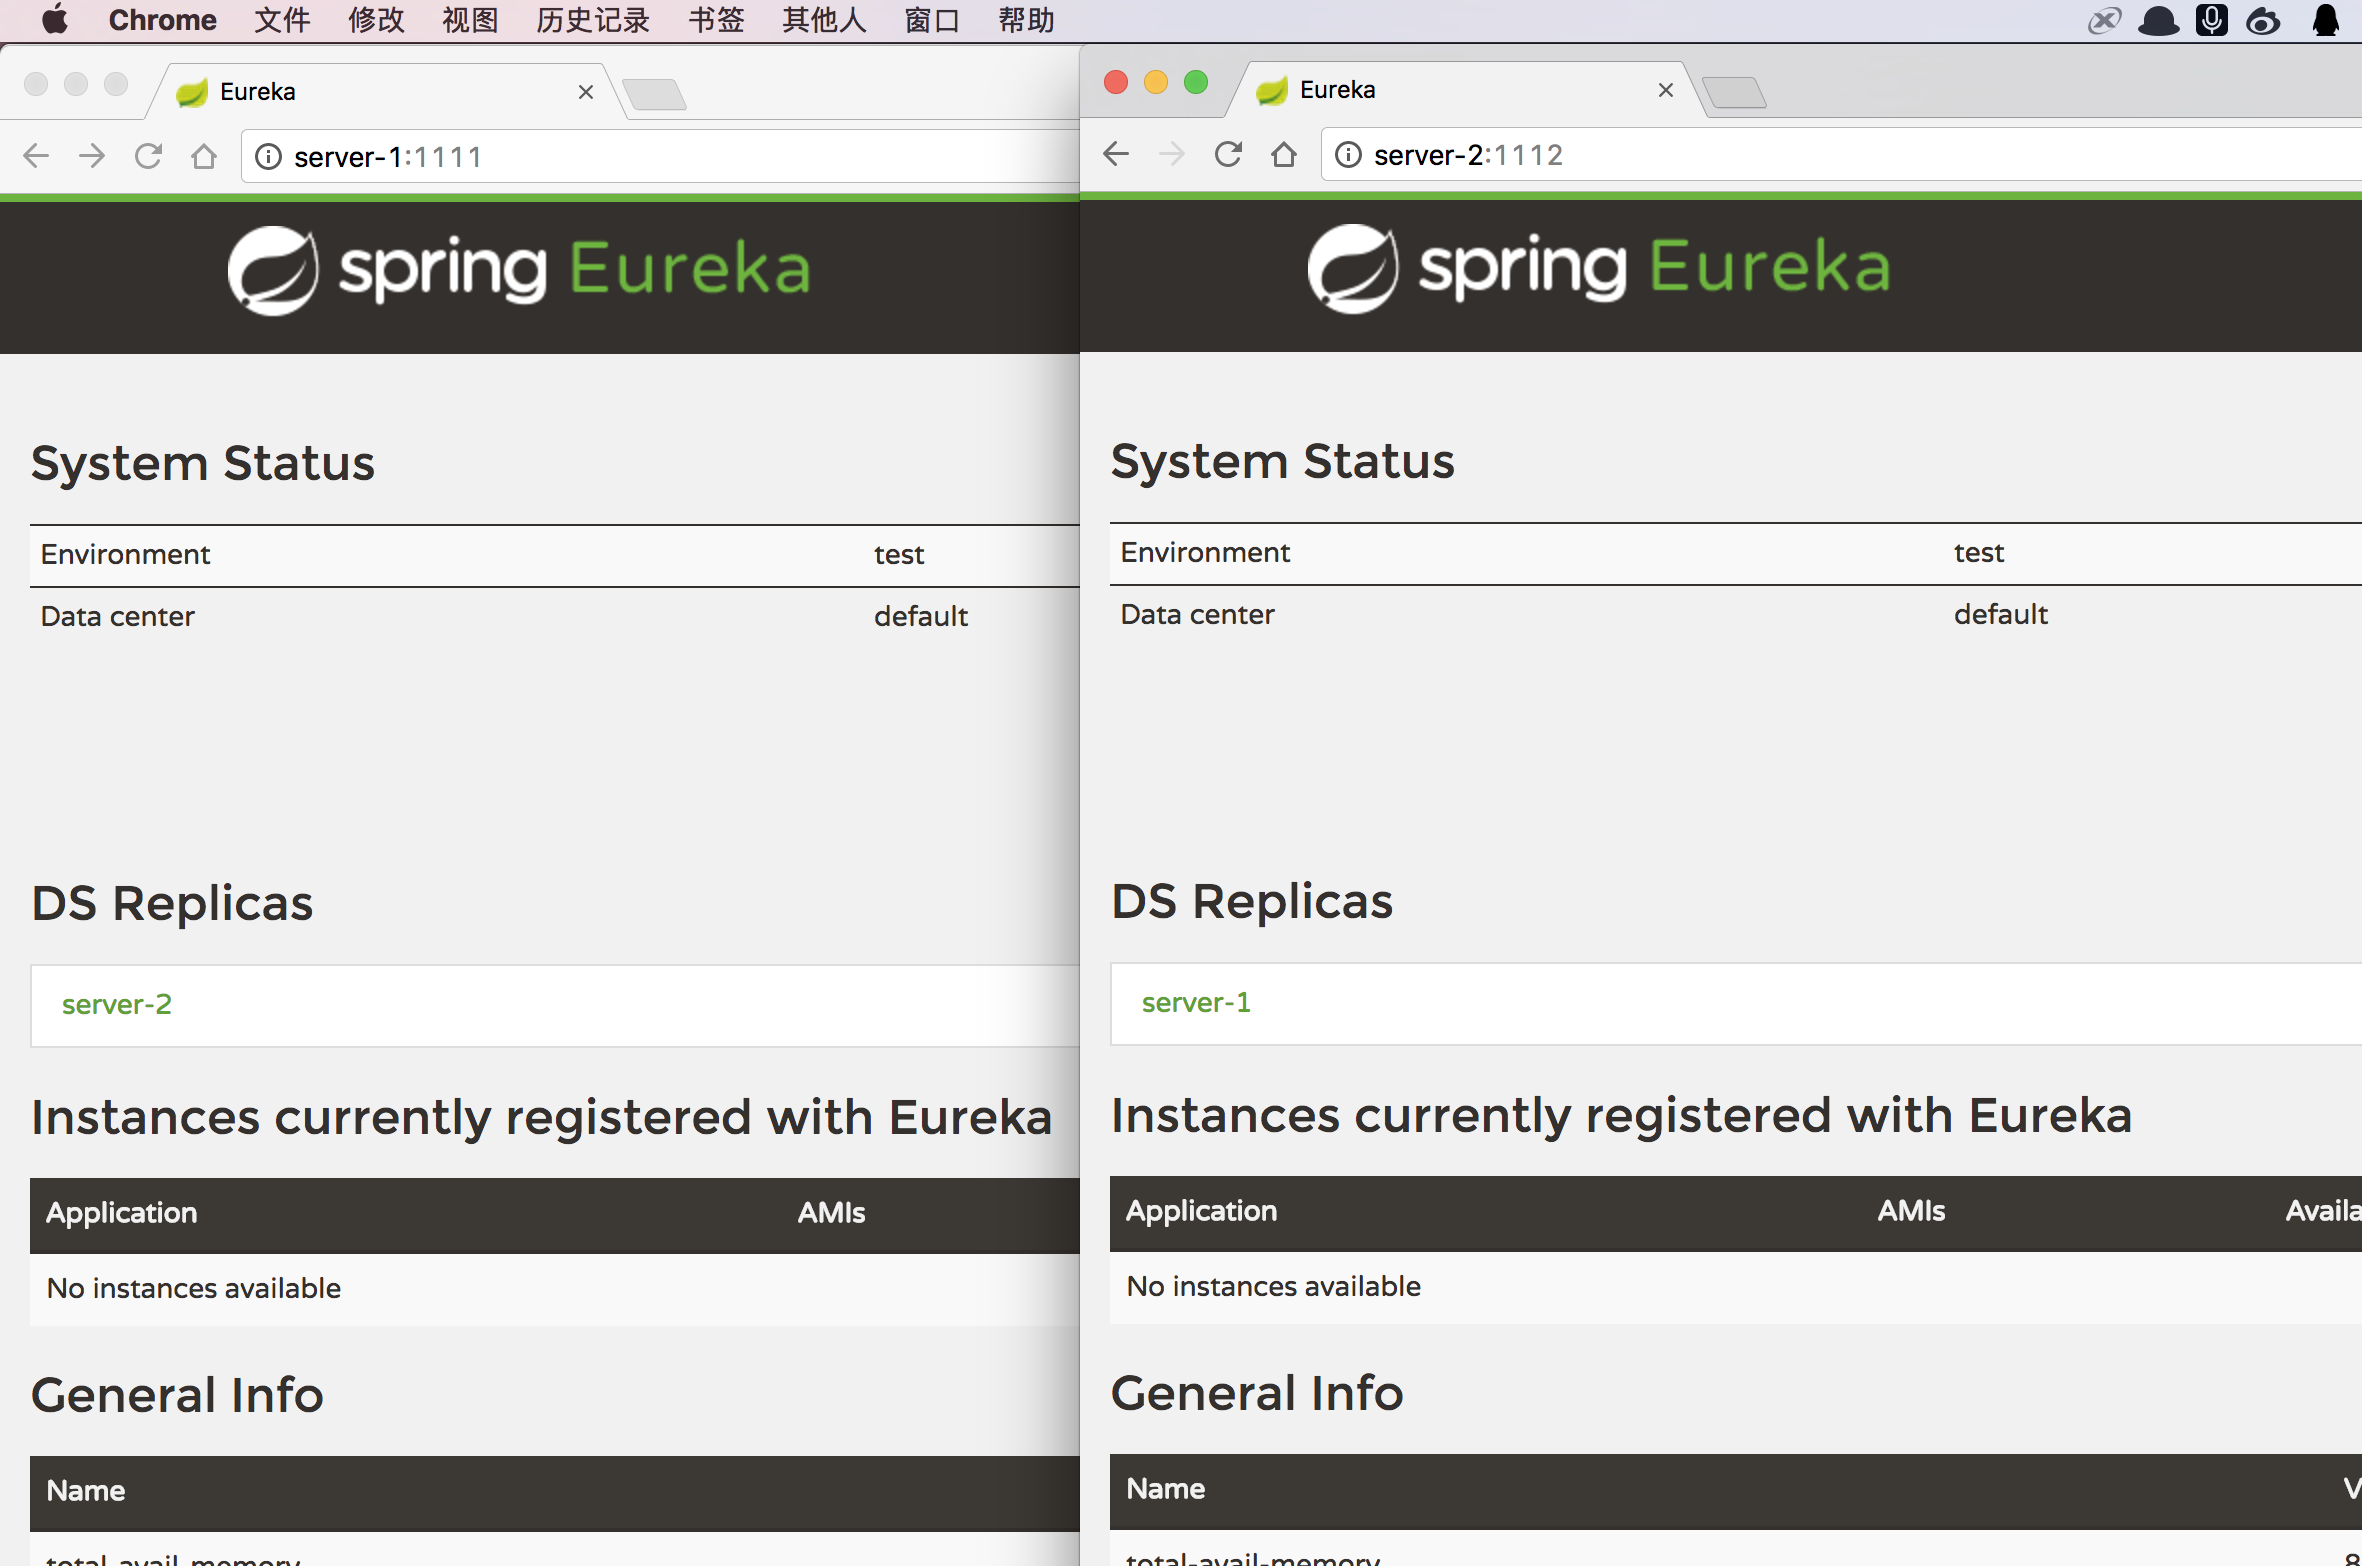 Chrome 文件 修改 视图 历史记录 书签 其他人 窗口 帮助
Eureka
server-1:1111
spring Eureka
System Status
Environment test
Data center default
DS Replicas
server-2
Instances currently registered with Eureka
Application AMIs
No instances available
General Info
Name
total-avail-memory
Eureka
server-2:1112
spring Eureka
System Status
Environment test
Data center default
DS Replicas
server-1
Instances currently registered with Eureka
Application AMIs Availa
No instances available
General Info
Name V
total-avail-memory 8